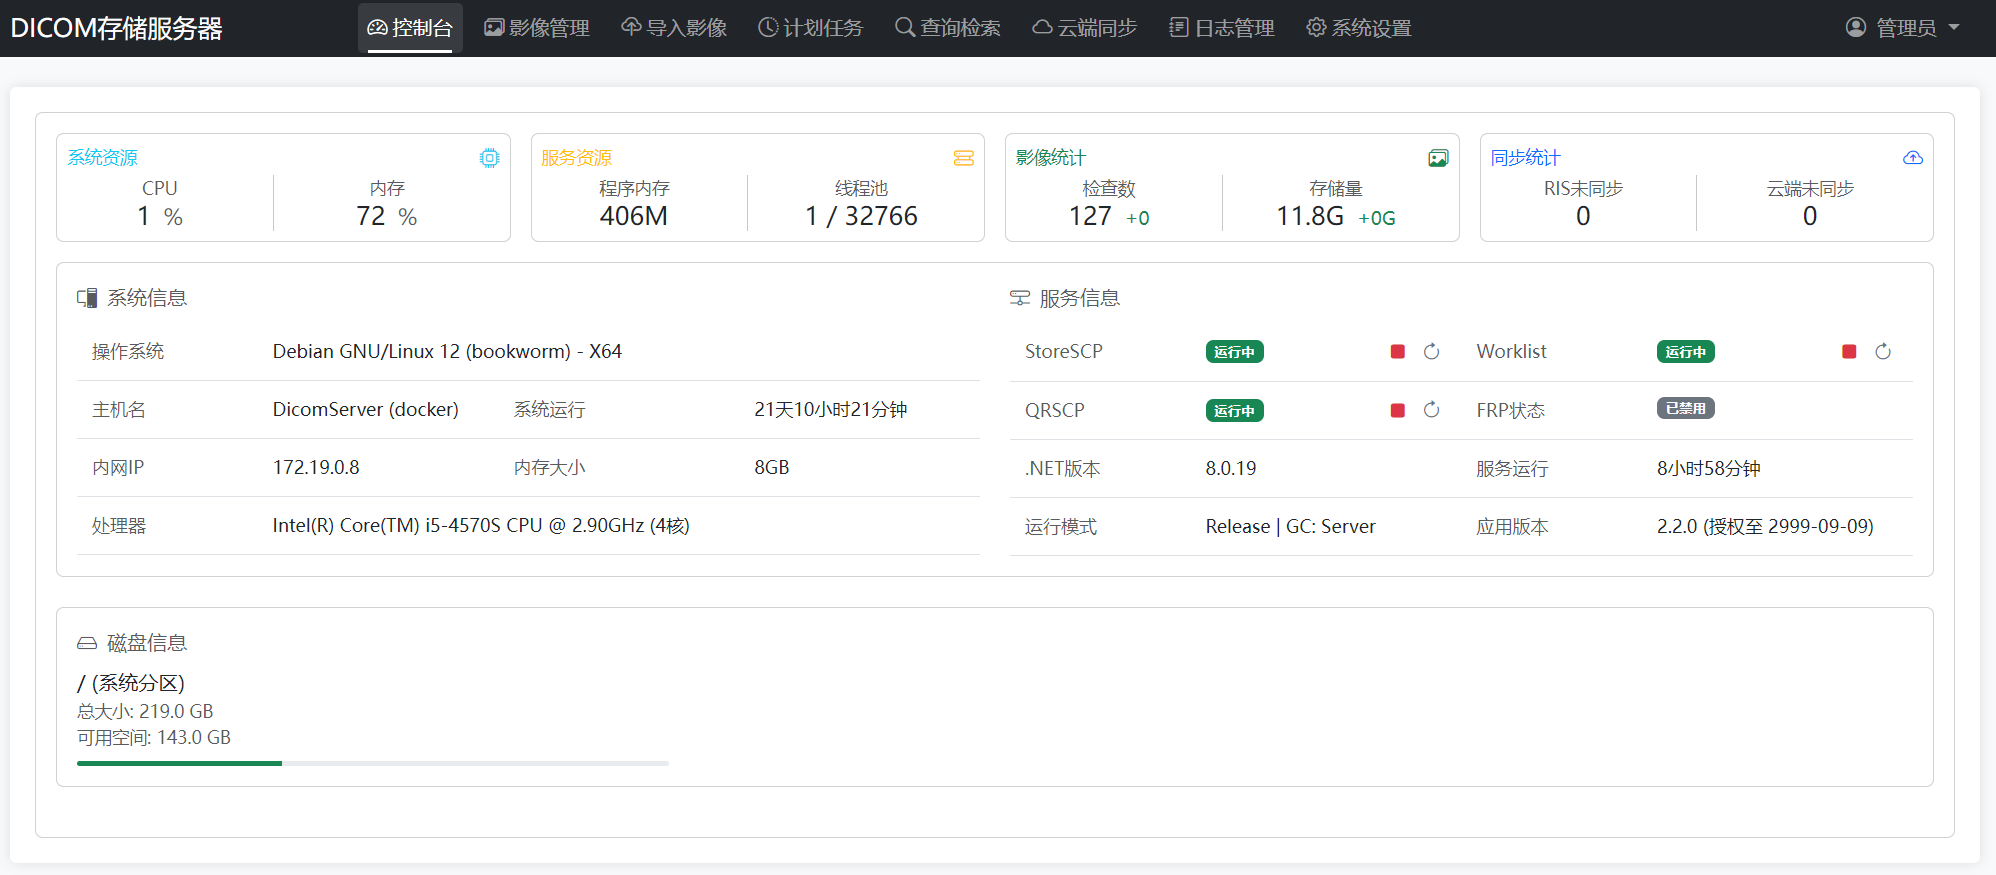 DICOM存储服务器
控制台
影像管理
导入影像
计划任务
查询检索
云端同步
日志管理
系统设置
管理员
系统资源
CPU
1 %
内存
72 %
服务资源
程序内存
406M
线程池
1 / 32766
影像统计
检查数
127 +0
存储量
11.8G +0G
同步统计
RIS未同步
0
云端未同步
0
系统信息
操作系统 Debian GNU/Linux 12 (bookworm) - X64
主机名 DicomServer (docker) 系统运行 21天10小时21分钟
内网IP 172.19.0.8 内存大小 8GB
处理器 Intel(R) Core(TM) i5-4570S CPU @ 2.90GHz (4核)
服务信息
StoreSCP 运行中 Worklist 运行中
QRSCP 运行中 FRP状态 已禁用
.NET版本 8.0.19 服务运行 8小时58分钟
运行模式 Release | GC: Server 应用版本 2.2.0 (授权至 2999-09-09)
磁盘信息
/ (系统分区)
总大小: 219.0 GB
可用空间: 143.0 GB